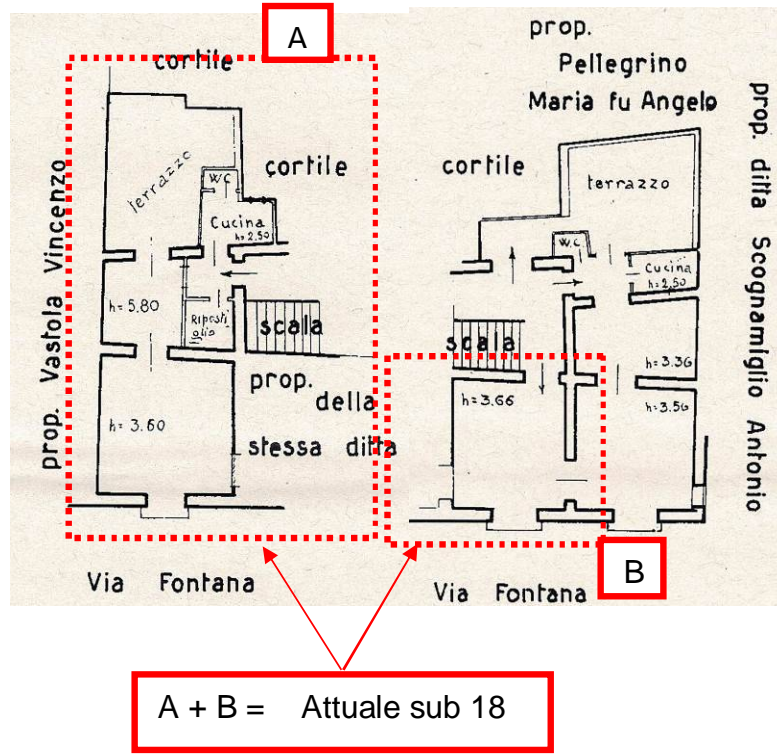 A
cortile
terrazzo
W.C
cortile
Cucina
h=2.50
prop. Vastola Vincenzo
h=5.80
Riposti
glio
scala
prop.
della
stessa ditta
h=3.60
Via Fontana
prop.
Pellegrino
Maria fu Angelo
cortile
terrazzo
prop. ditta Scognamiglio Antonio
W.C
Cucina
h=2.50
scala
h=3.36
h=3.66
h=3.56
B
Via Fontana
A + B = Attuale sub 18